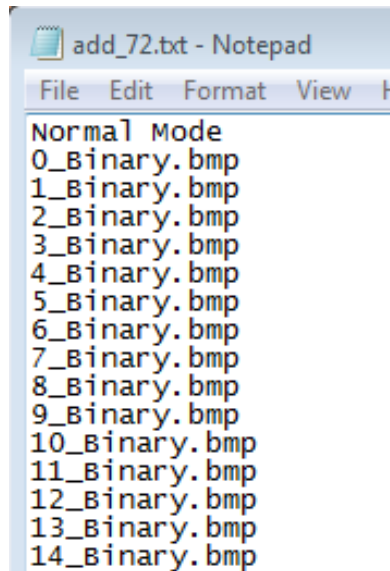 add_72.txt - Notepad
File Edit Format View H
Normal Mode
0_Binary.bmp
1_Binary.bmp
2_Binary.bmp
3_Binary.bmp
4_Binary.bmp
5_Binary.bmp
6_Binary.bmp
7_Binary.bmp
8_Binary.bmp
9_Binary.bmp
10_Binary.bmp
11_Binary.bmp
12_Binary.bmp
13_Binary.bmp
14_Binary.bmp